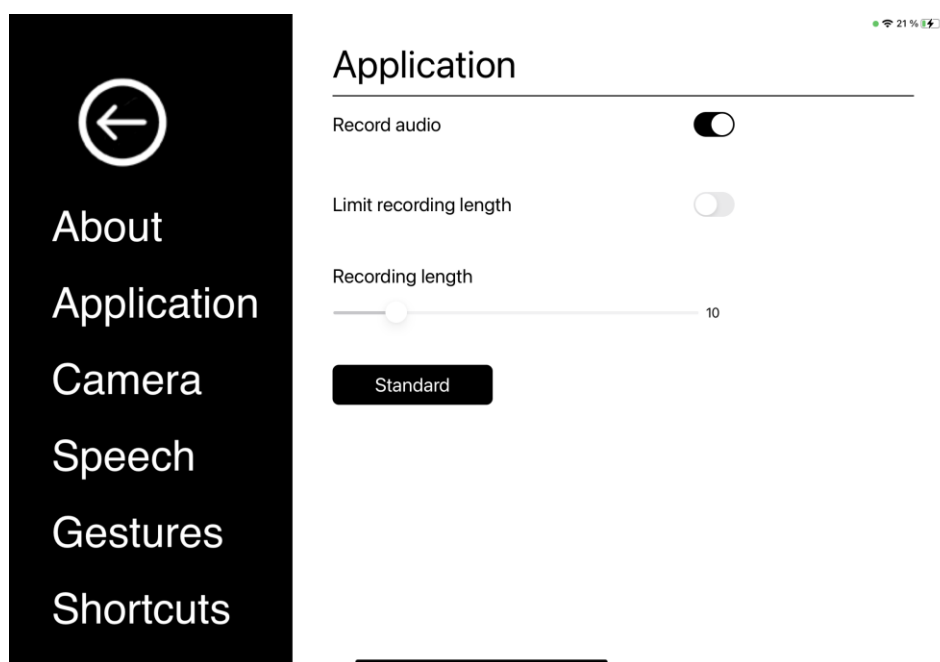 21 %
About
Application
Camera
Speech
Gestures
Shortcuts
Application
Record audio
Limit recording length
Recording length
10
Standard